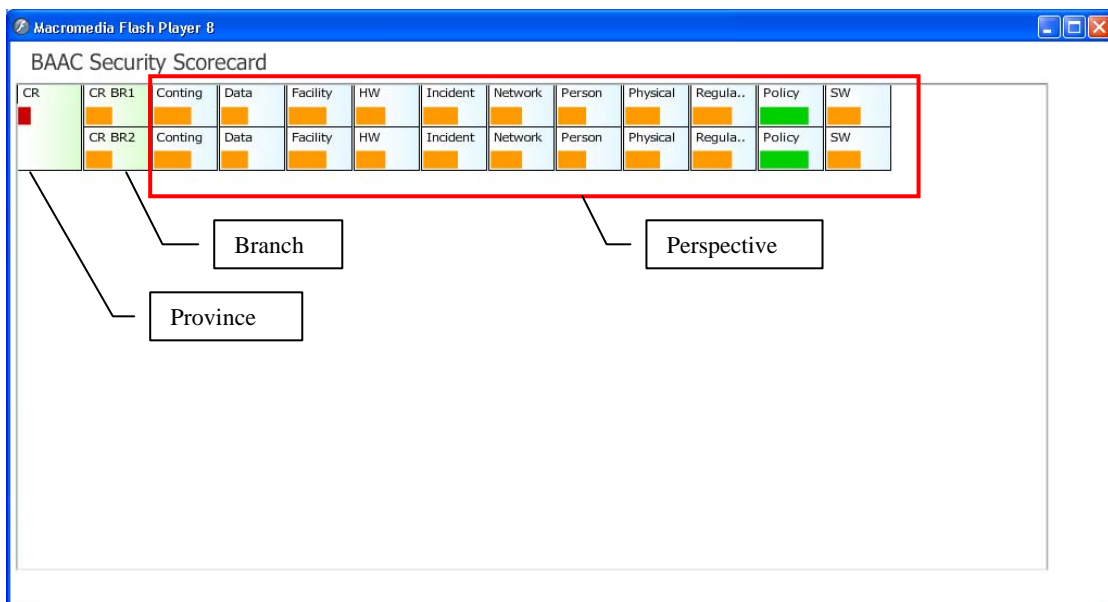 Macromedia Flash Player 8
BAAC Security Scorecard
CR CR BR1 Conting Data Facility HW Incident Network Person Physical Regula.. Policy SW
CR BR2 Conting Data Facility HW Incident Network Person Physical Regula.. Policy SW
Branch Perspective
Province